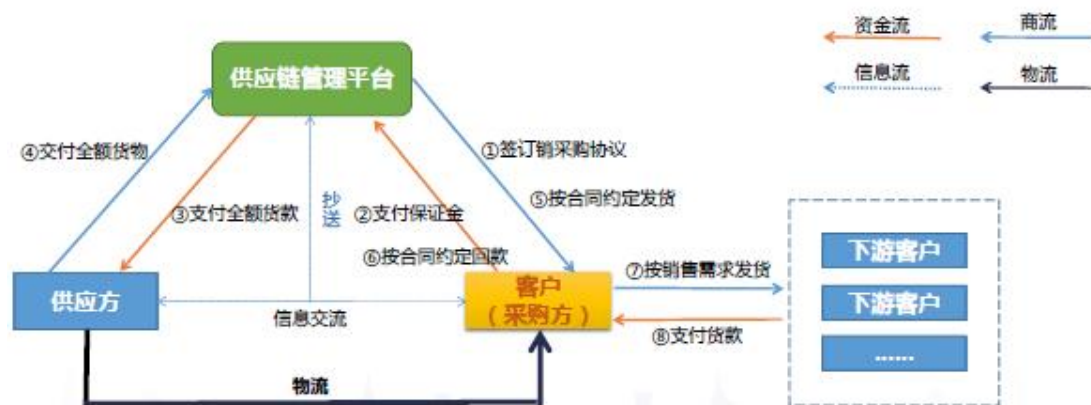 资金流
商流
信息流
物流
供应链管理平台
④交付全额货物
①签订销采购协议
③支付全额货款
抄送
②支付保证金
⑤按合同约定发货
⑥按合同约定回款
供应方
信息交流
客户
（采购方）
⑦按销售需求发货
⑧支付货款
下游客户
下游客户
......
物流